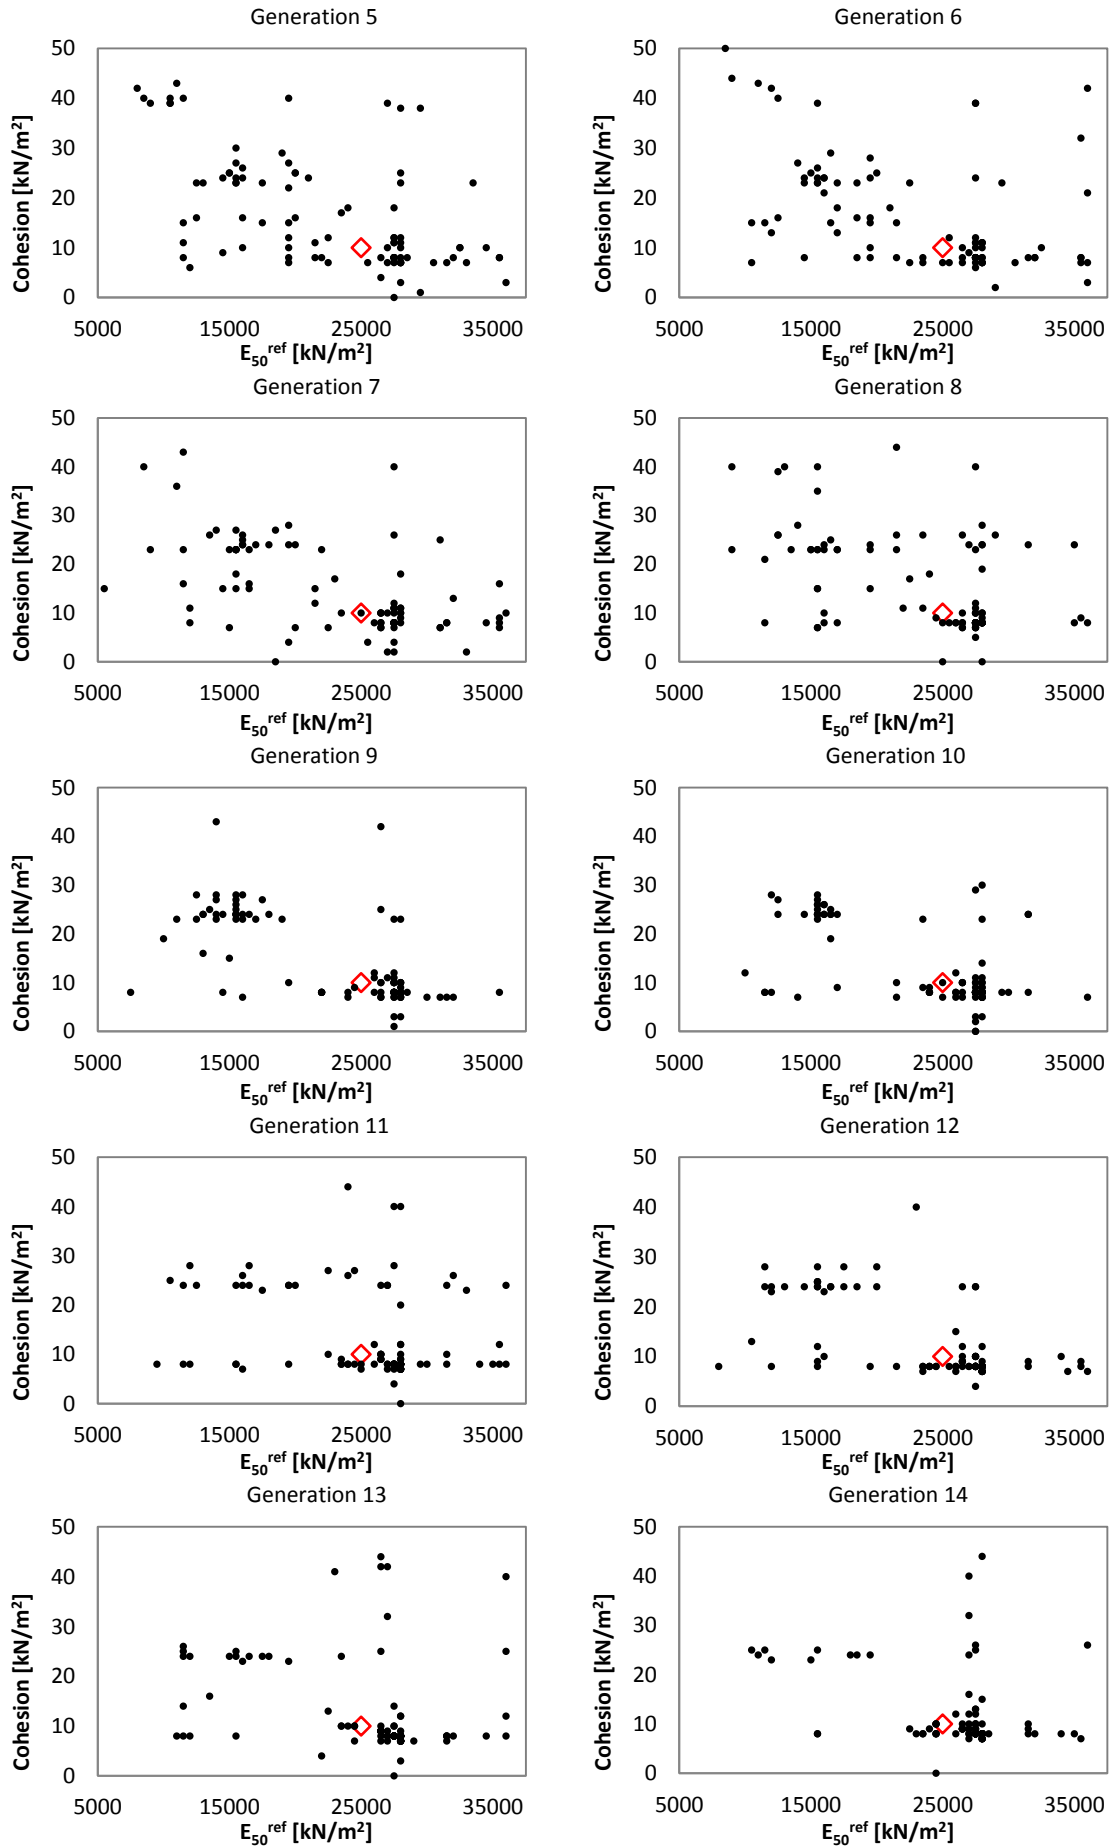 Generation 5
50
40
30
20
10
0
Cohesion [kN/m²]
5000 15000 25000 35000
E₅₀ʳᵉᶠ [kN/m²]
Generation 6
50
40
30
20
10
0
Cohesion [kN/m²]
5000 15000 25000 35000
E₅₀ʳᵉᶠ [kN/m²]
Generation 7
50
40
30
20
10
0
Cohesion [kN/m²]
5000 15000 25000 35000
E₅₀ʳᵉᶠ [kN/m²]
Generation 8
50
40
30
20
10
0
Cohesion [kN/m²]
5000 15000 25000 35000
E₅₀ʳᵉᶠ [kN/m²]
Generation 9
50
40
30
20
10
0
Cohesion [kN/m²]
5000 15000 25000 35000
E₅₀ʳᵉᶠ [kN/m²]
Generation 10
50
40
30
20
10
0
Cohesion [kN/m²]
5000 15000 25000 35000
E₅₀ʳᵉᶠ [kN/m²]
Generation 11
50
40
30
20
10
0
Cohesion [kN/m²]
5000 15000 25000 35000
E₅₀ʳᵉᶠ [kN/m²]
Generation 12
50
40
30
20
10
0
Cohesion [kN/m²]
5000 15000 25000 35000
E₅₀ʳᵉᶠ [kN/m²]
Generation 13
50
40
30
20
10
0
Cohesion [kN/m²]
5000 15000 25000 35000
E₅₀ʳᵉᶠ [kN/m²]
Generation 14
50
40
30
20
10
0
Cohesion [kN/m²]
5000 15000 25000 35000
E₅₀ʳᵉᶠ [kN/m²]